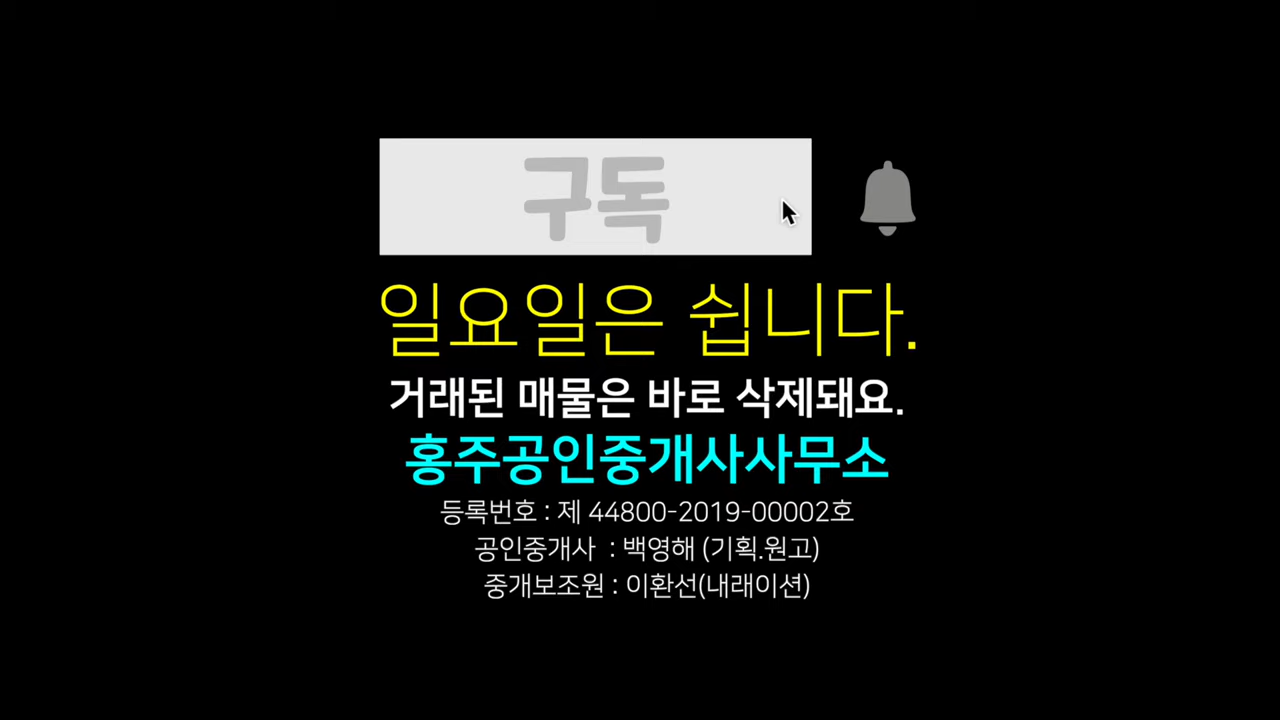 구독
일요일은 쉽니다.
거래된 매물은 바로 삭제돼요.
홍주공인중개사사무소
등록번호 : 제 44800-2019-00002호
공인중개사 : 백영해 (기획.원고)
중개보조원 : 이환선(내래이션)